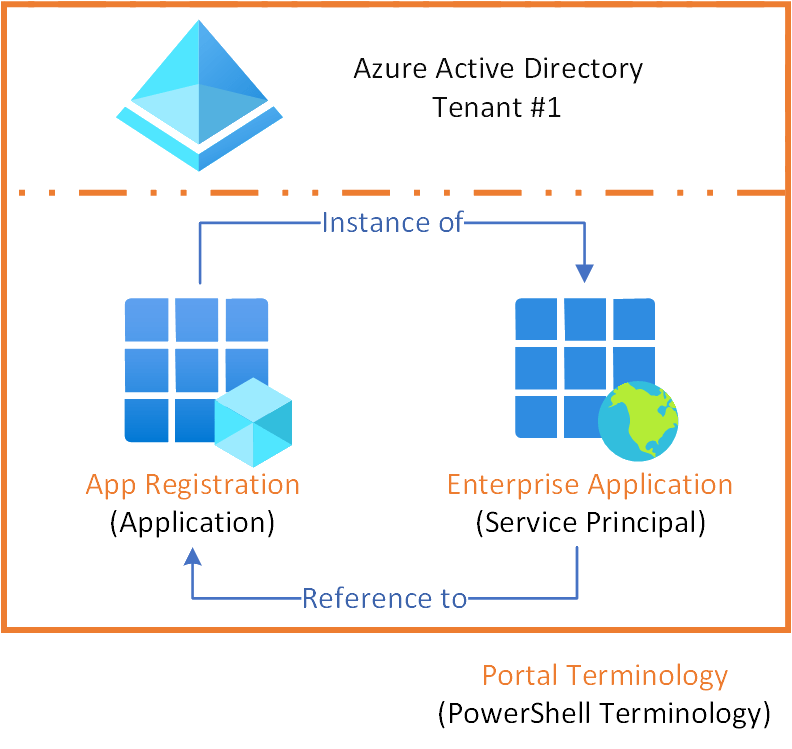 Azure Active Directory
Tenant #1
Instance of
App Registration
(Application)
Enterprise Application
(Service Principal)
Reference to
Portal Terminology
(PowerShell Terminology)